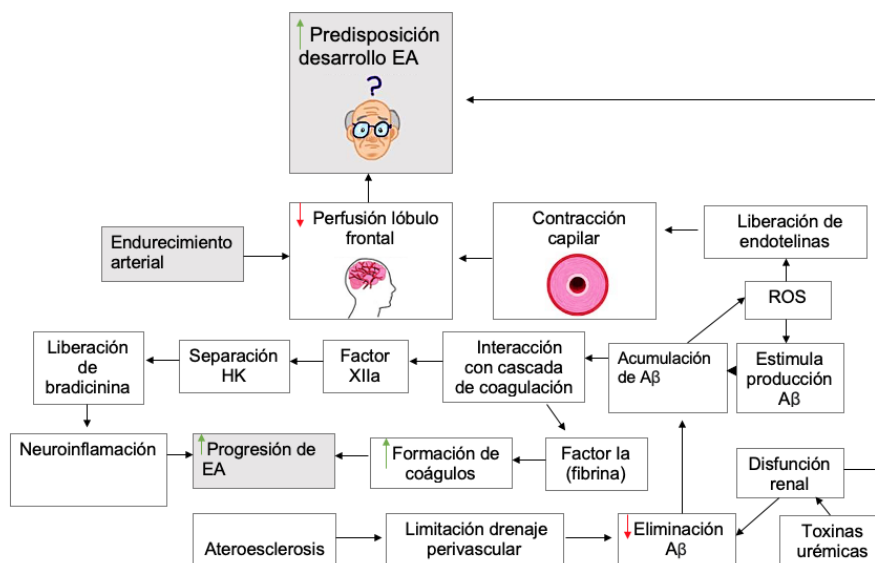 Predisposición
desarrollo EA
?
Perfusión lóbulo
frontal
Contracción
capilar
Liberación de
endotelinas
Endurecimiento
arterial
ROS
Liberación
de
bradicinina
Separación
HK
Factor
XIIa
Interacción
con cascada
de coagulación
Acumulación
de Aβ
Estimula
producción
Aβ
Neuroinflamación
Progresión de
EA
Formación de
coágulos
Factor Ia
(fibrina)
Disfunción
renal
Ateroesclerosis
Limitación drenaje
perivascular
Eliminación
Aβ
Toxinas
urémicas